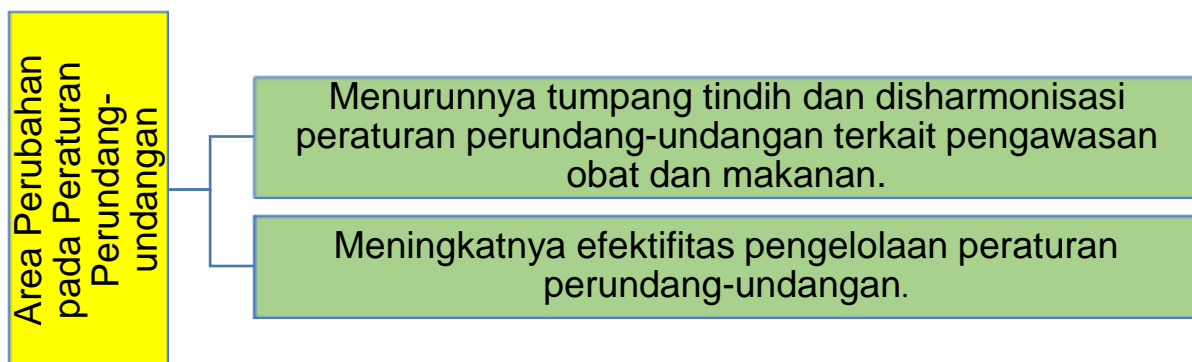 Area Perubahan
pada Peraturan
Perundang-
undangan
Menurunnya tumpang tindih dan disharmonisasi
peraturan perundang-undangan terkait pengawasan
obat dan makanan.
Meningkatnya efektifitas pengelolaan peraturan
perundang-undangan.